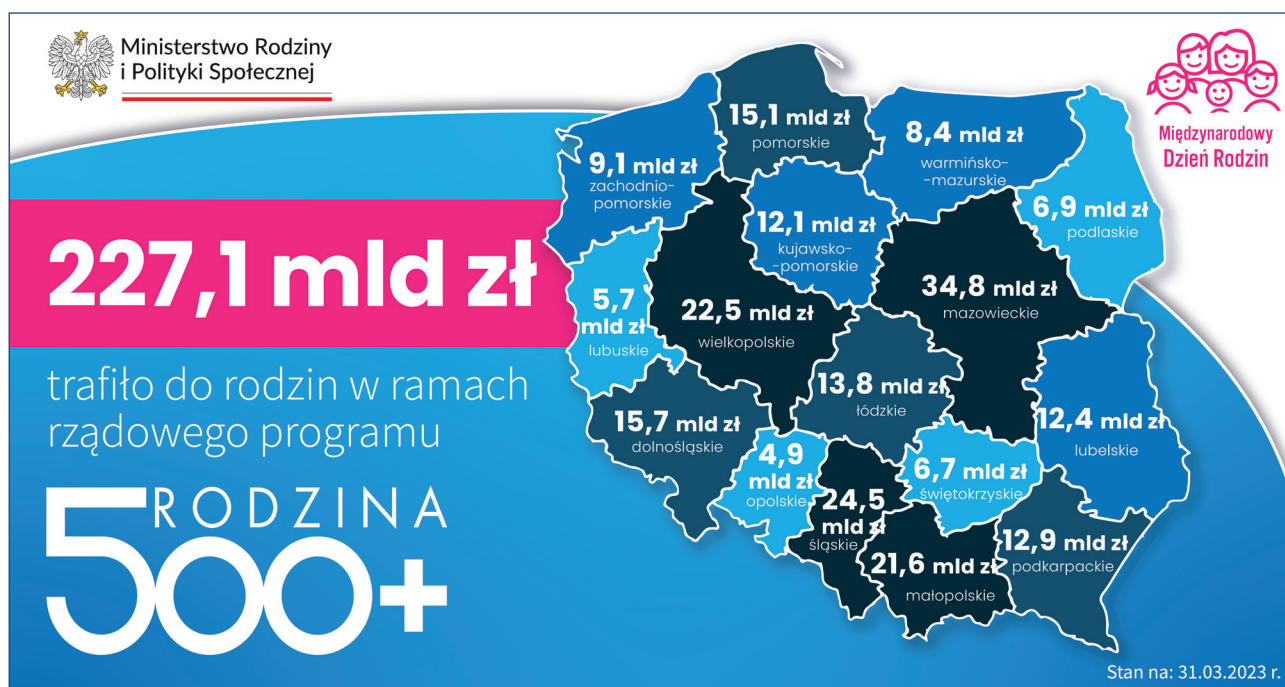 Ministerstwo Rodziny
i Polityki Społecznej
Międzynarodowy
Dzień Rodzin
227,1 mld zł
trafiło do rodzin w ramach
rządowego programu
RODZINA
500+
15,1 mld zł
pomorskie
8,4 mld zł
warmińsko-
-mazurskie
9,1 mld zł
zachodnio-
pomorskie
6,9 mld zł
podlaskie
12,1 mld zł
kujawsko-
-pomorskie
34,8 mld zł
mazowieckie
5,7
mld zł
lubuskie
22,5 mld zł
wielkopolskie
13,8 mld zł
łódzkie
15,7 mld zł
dolnośląskie
12,4 mld zł
lubelskie
4,9
mld zł
opolskie
6,7 mld zł
świętokrzyskie
24,5
mld zł
śląskie
12,9 mld zł
podkarpackie
21,6 mld zł
małopolskie
Stan na: 31.03.2023 r.